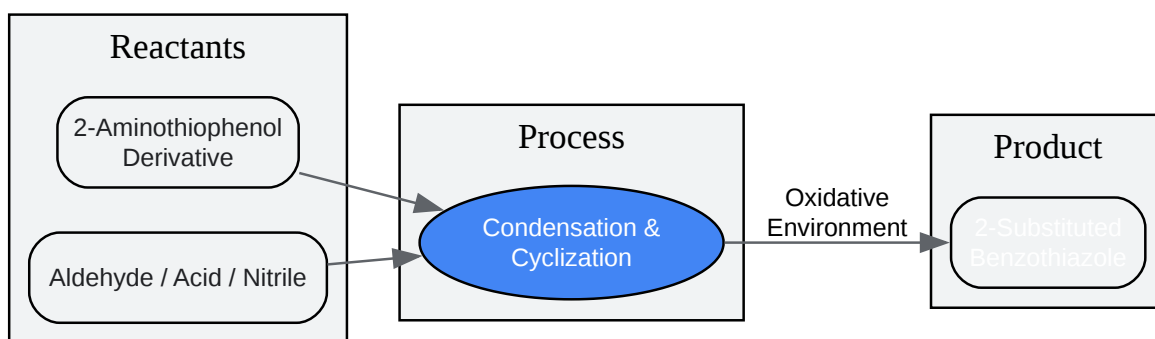 Reactants
2-Aminothiophenol
Derivative
Aldehyde / Acid / Nitrile
Process
Condensation &
Cyclization
Oxidative
Environment
Product
2-Substituted
Benzothiazole